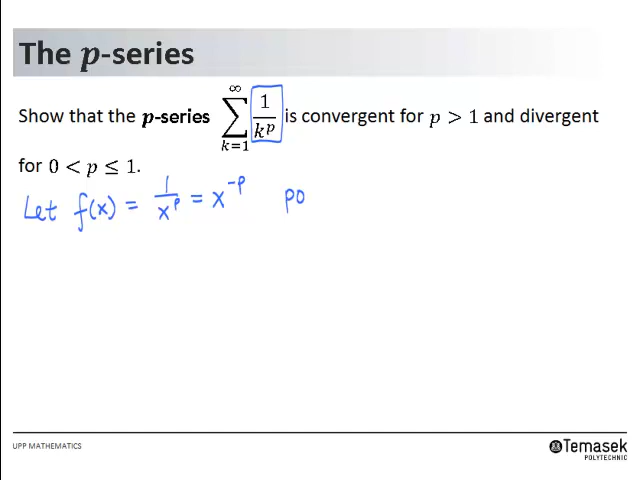 The p-series
Show that the p-series ∑_{k=1}^{∞} 1/k^p is convergent for p > 1 and divergent
for 0 < p ≤ 1.
Let f(x) = 1/x^p = x^{-p} po
UPP MATHEMATICS
Temasek
POLYTECHNIC